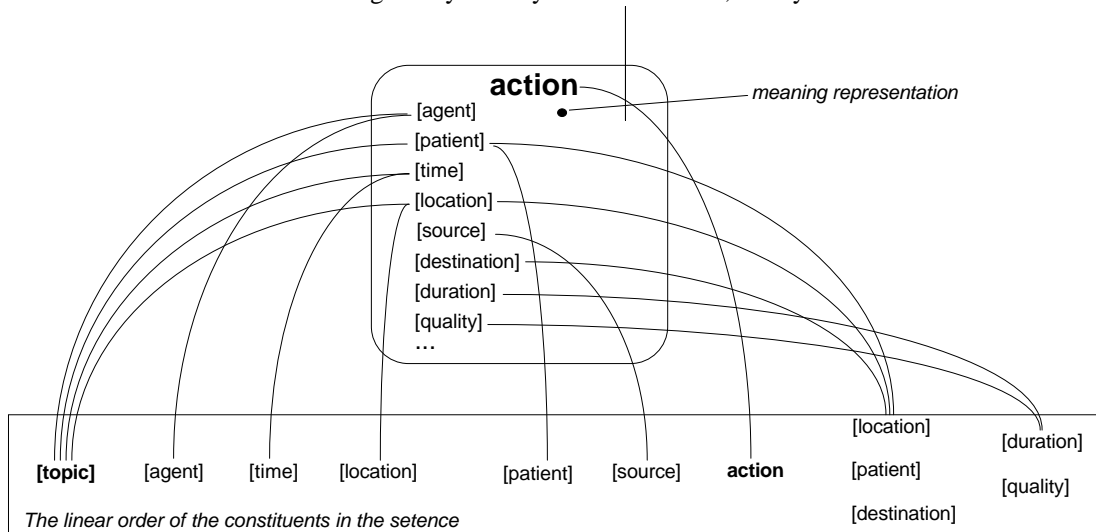 action
meaning representation
[agent]
[patient]
[time]
[location]
[source]
[destination]
[duration]
[quality]
...
[topic] [agent] [time] [location] [patient] [source] action
[location]
[patient]
[destination]
[duration]
[quality]
The linear order of the constituents in the setence